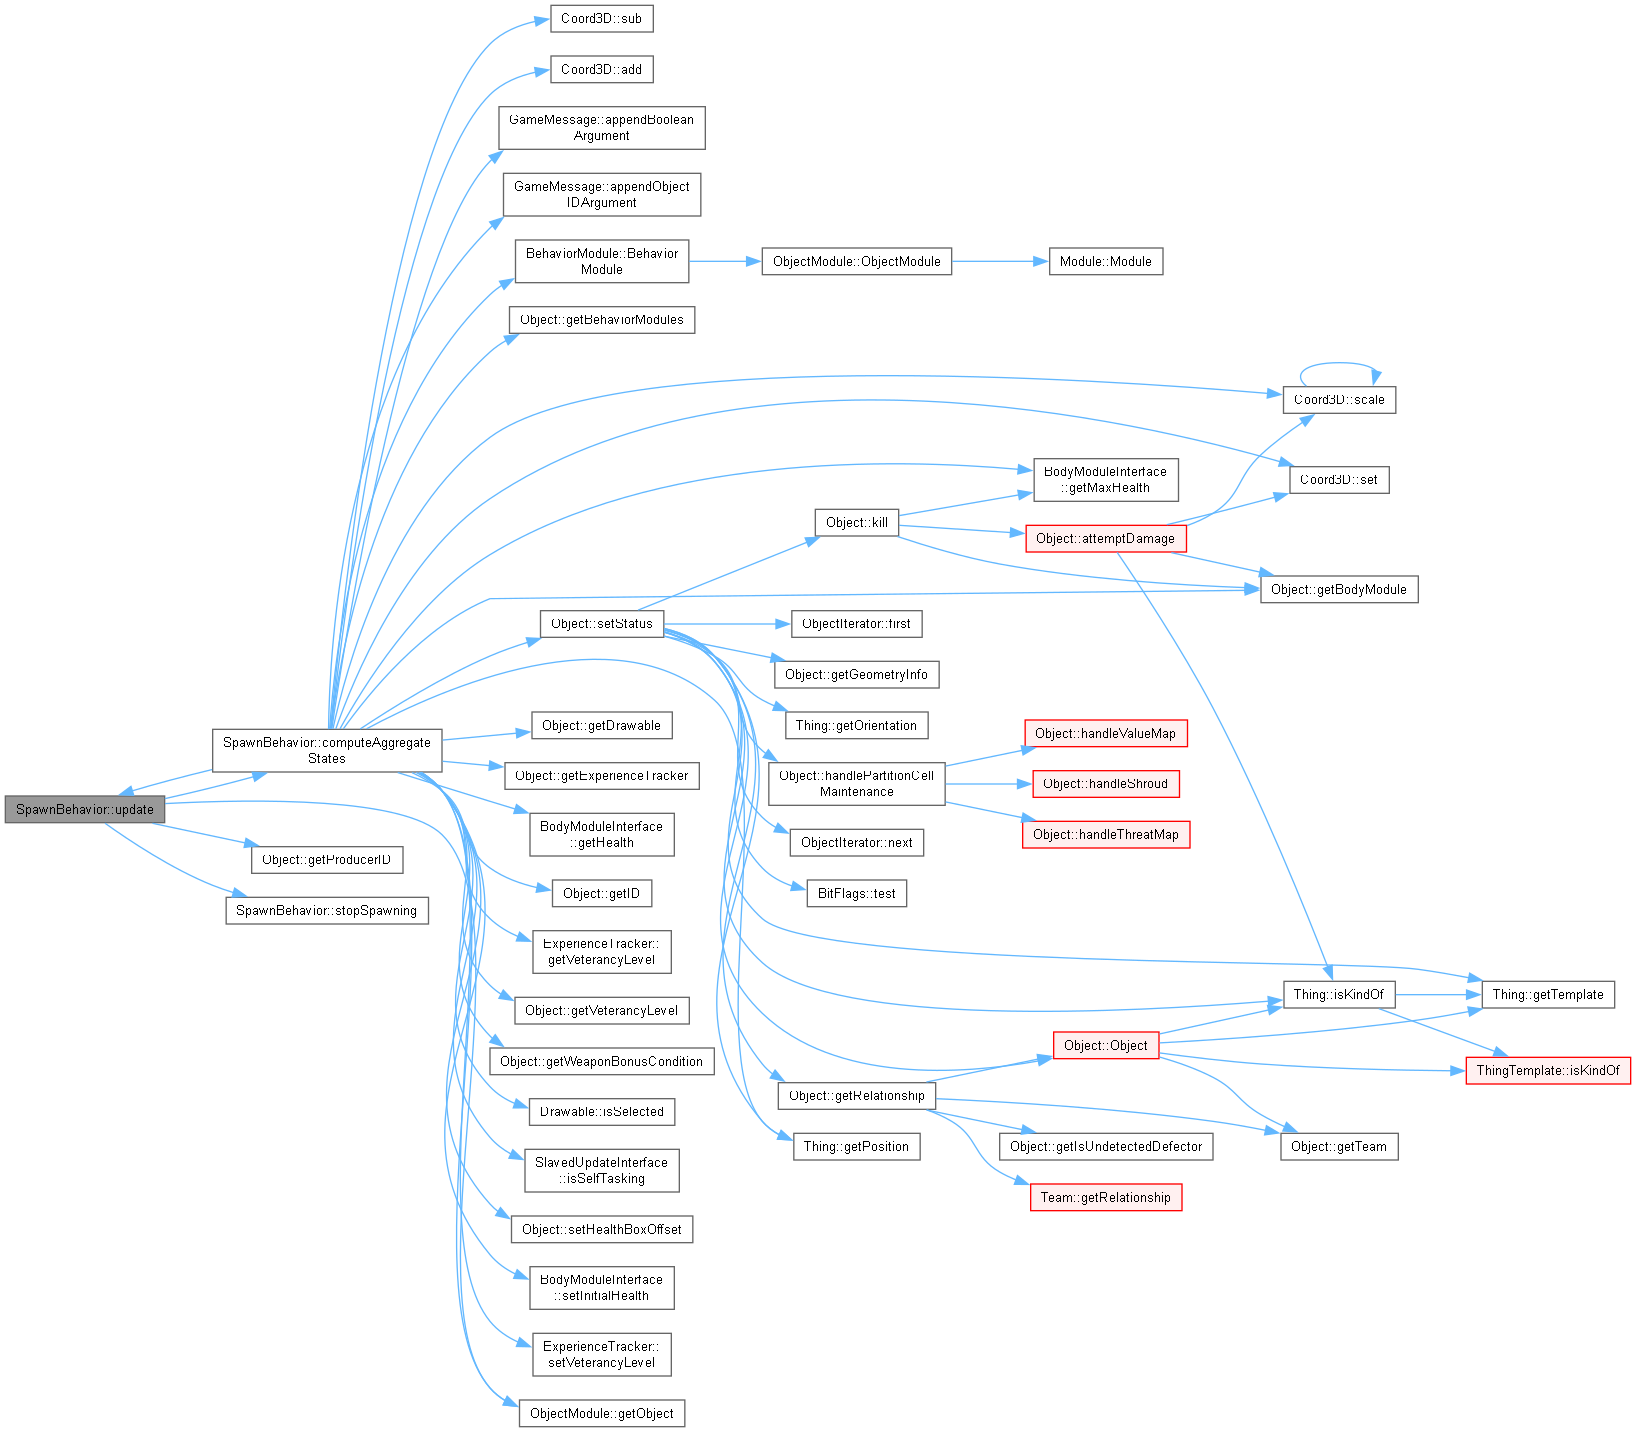 Coord3D::sub
Coord3D::add
GameMessage::appendBoolean
Argument
GameMessage::appendObject
IDArgument
BehaviorModule::Behavior
Module
ObjectModule::ObjectModule
Module::Module
Object::getBehaviorModules
Coord3D::scale
Coord3D::set
BodyModuleInterface
::getMaxHealth
Object::kill
Object::attemptDamage
Object::getBodyModule
Object::setStatus
ObjectIterator::first
Object::getGeometryInfo
Thing::getOrientation
Object::getDrawable
Object::handleValueMap
SpawnBehavior::computeAggregate
States
Object::getExperienceTracker
Object::handlePartitionCell
Maintenance
Object::handleShroud
SpawnBehavior::update
BodyModuleInterface
::getHealth
Object::handleThreatMap
ObjectIterator::next
Object::getProducerID
Object::getID
BitFlags::test
SpawnBehavior::stopSpawning
ExperienceTracker::
getVeterancyLevel
Thing::isKindOf
Thing::getTemplate
Object::getVeterancyLevel
Object::Object
Object::getWeaponBonusCondition
ThingTemplate::isKindOf
Object::getRelationship
Drawable::isSelected
Object::getIsUndetectedDefector
Object::getTeam
Thing::getPosition
SlavedUpdateInterface
::isSelfTasking
Team::getRelationship
Object::setHealthBoxOffset
BodyModuleInterface
::setInitialHealth
ExperienceTracker::
setVeterancyLevel
ObjectModule::getObject